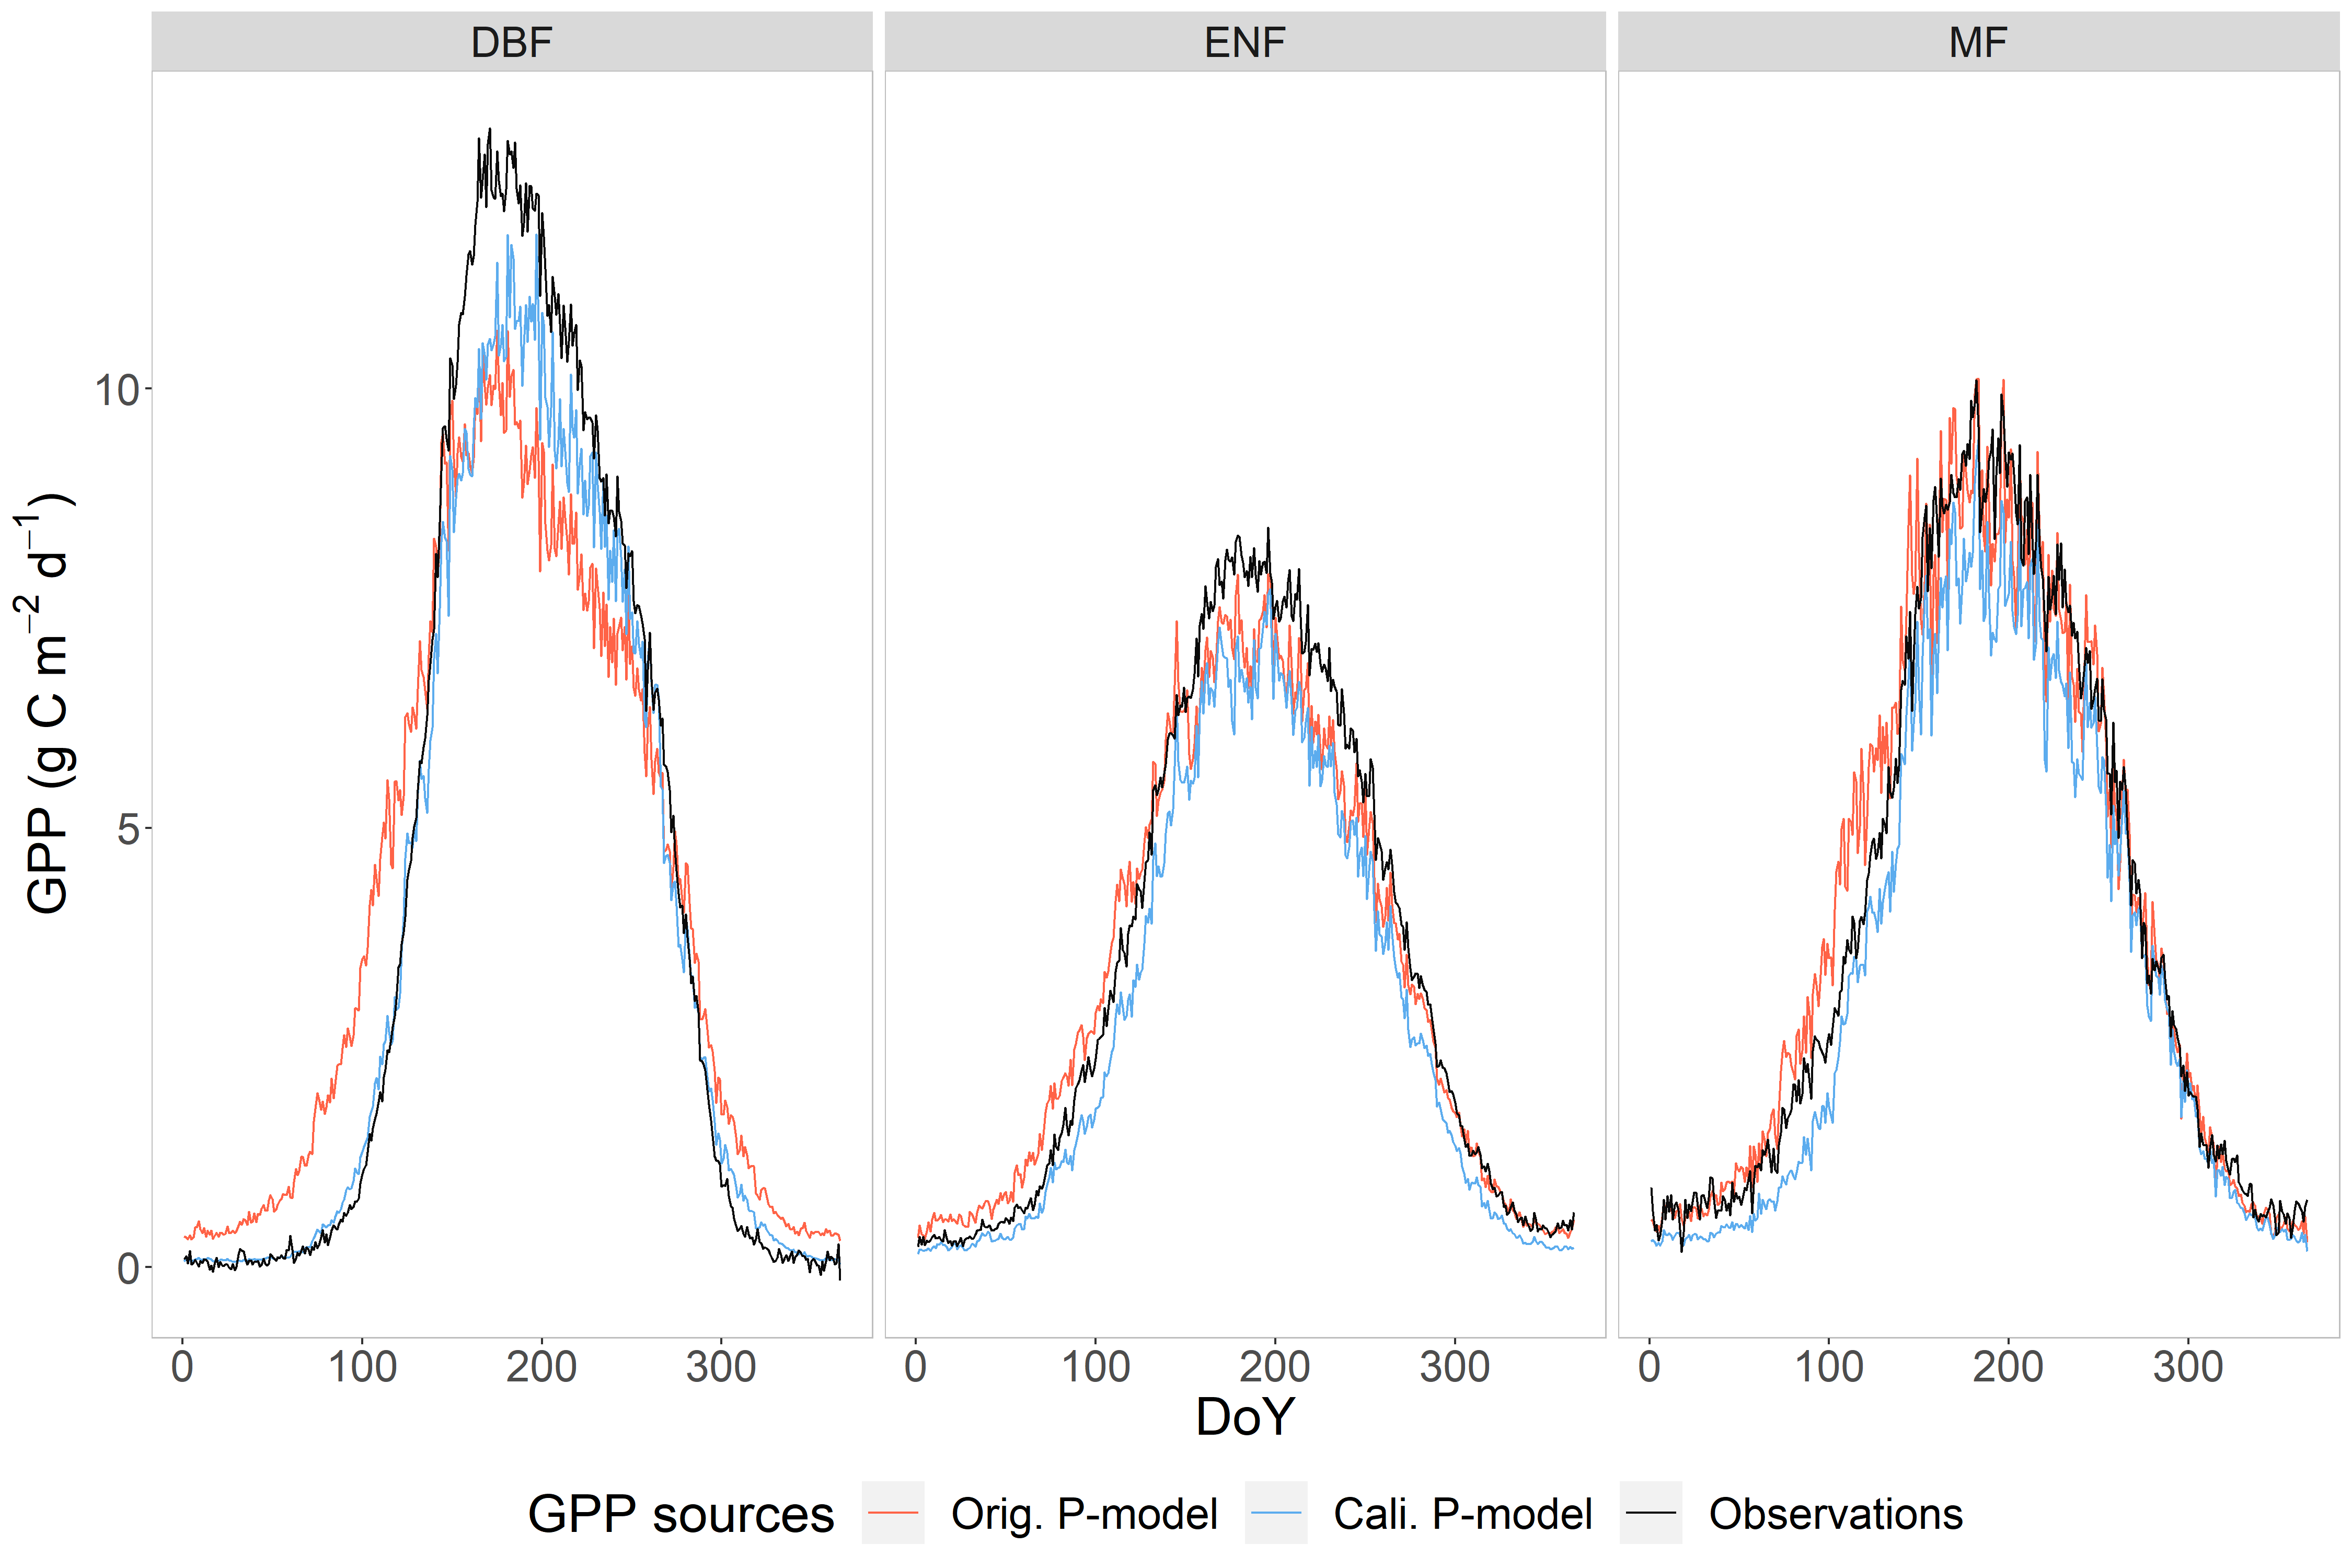 DBF ENF MF
10
5
0
GPP (g C m⁻² d⁻¹)
0 100 200 300 0 100 200 300 0 100 200 300
DoY
GPP sources Orig. P-model Cali. P-model Observations